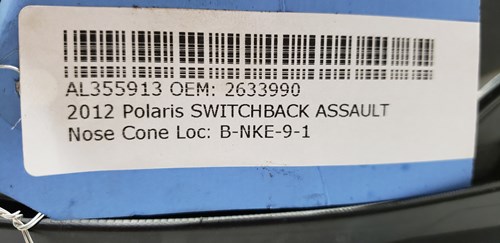 AL355913 OEM: 2633990
2012 Polaris SWITCHBACK ASSAULT
Nose Cone Loc: B-NKE-9-1